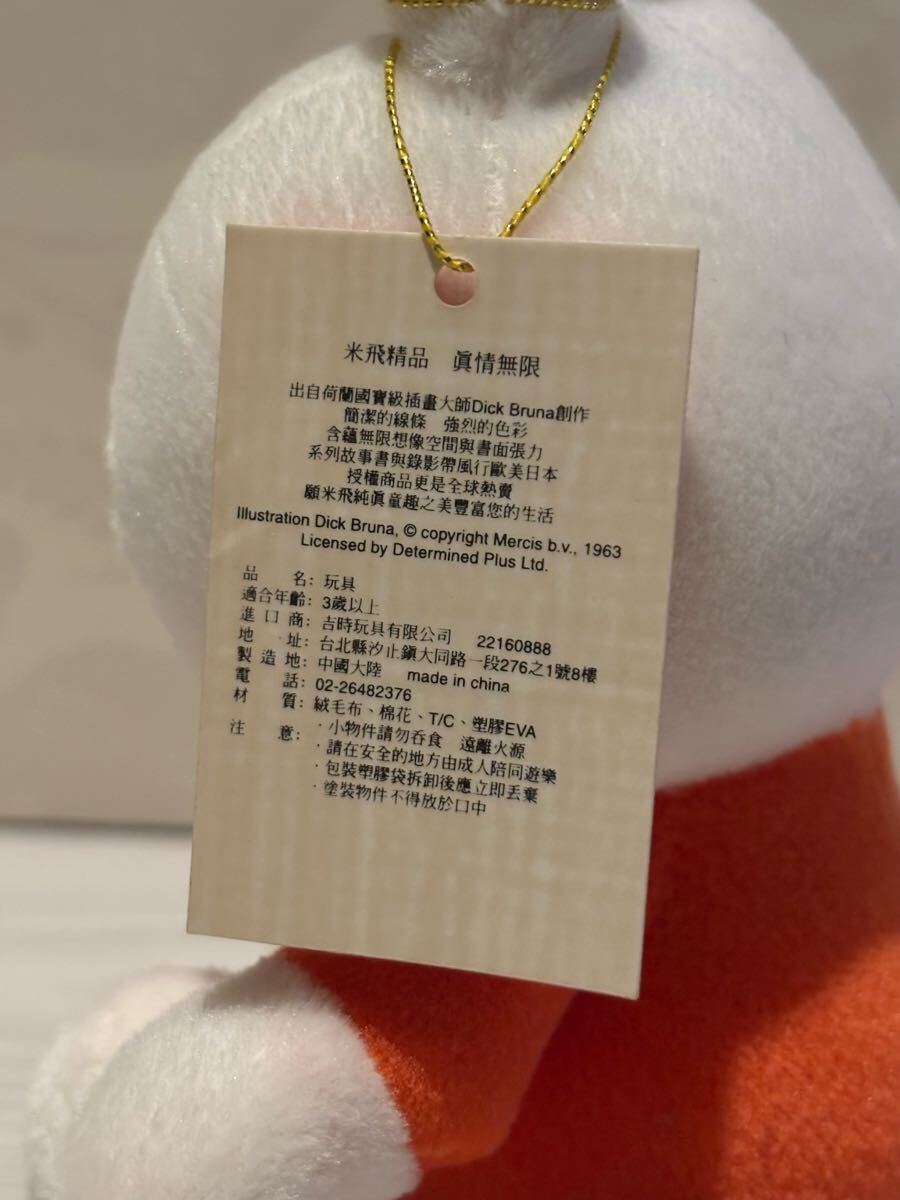 米飛精品　眞情無限
出自荷蘭國寶級插畫大師Dick Bruna創作
簡潔的線條　強烈的色彩
含蘊無限想像空間與書面張力
系列故事書與錄影帶風行歐美日本
授權商品更是全球熱賣
願米飛純眞童趣之美豐富您的生活
Illustration Dick Bruna, © copyright Mercis b.v., 1963
Licensed by Determined Plus Ltd.
品　　名：玩具
適合年齡：3歲以上
進 口 商：吉時玩具有限公司　22160888
地　　址：台北縣汐止鎮大同路一段276之1號8樓
製 造 地：中國大陸　made in china
電　　話：02-26482376
材　　質：絨毛布、棉花、T/C、塑膠EVA
注　　意：·小物件請勿吞食　遠離火源
·請在安全的地方由成人陪同遊樂
·包裝塑膠袋拆卸後應立即丟棄
·塗裝物件不得放於口中